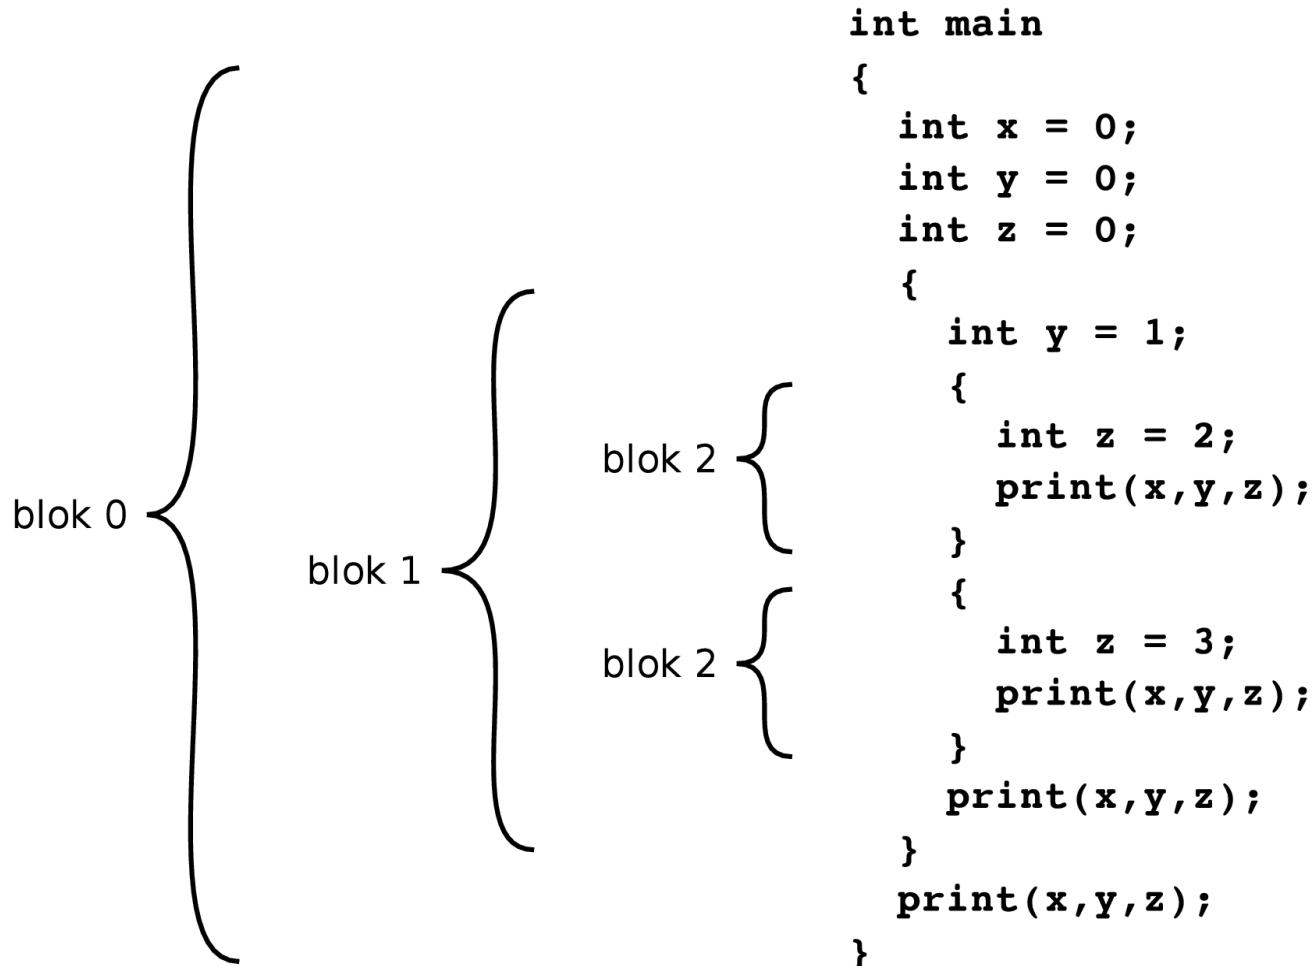 int main
{
int x = 0;
int y = 0;
int z = 0;
{
int y = 1;
{
blok 2
int z = 2;
print(x,y,z);
blok 0
}
blok 1
{
int z = 3;
blok 2
print(x,y,z);
}
print(x,y,z);
}
print(x,y,z);
}